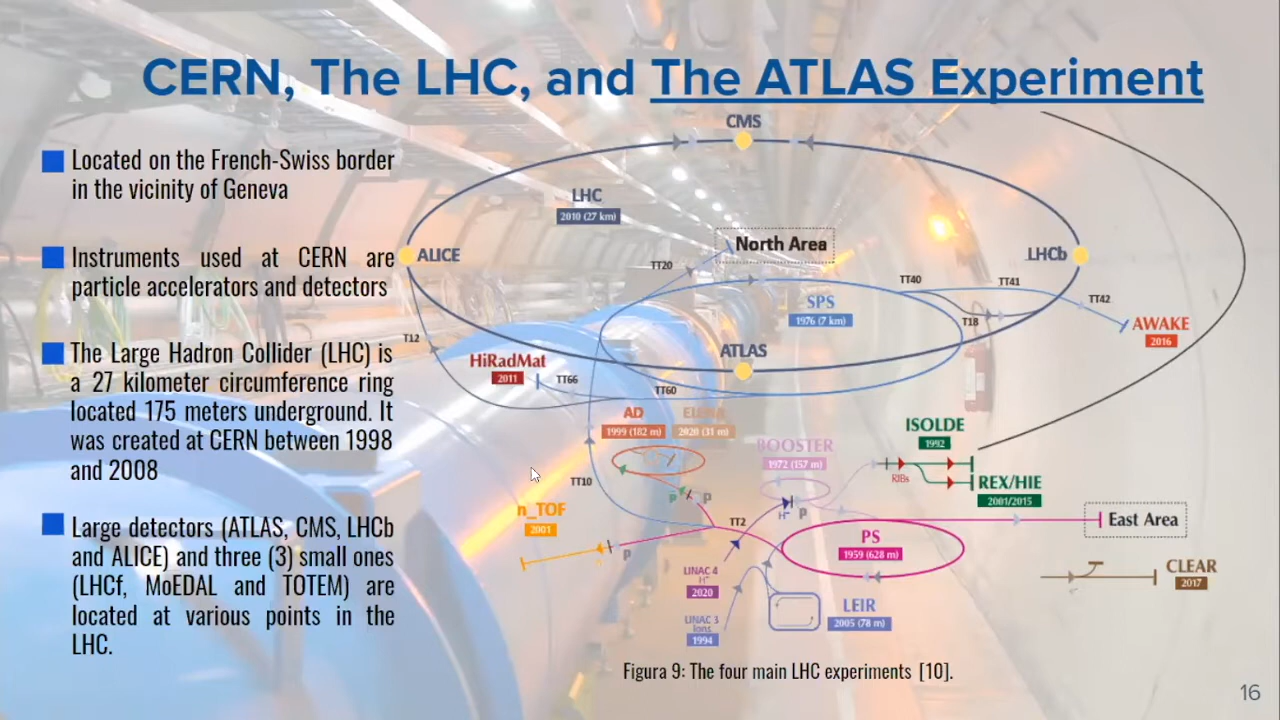 CERN, The LHC, and The ATLAS Experiment
Located on the French-Swiss border
in the vicinity of Geneva
Instruments used at CERN are
particle accelerators and detectors
The Large Hadron Collider (LHC) is
a 27 kilometer circumference ring
located 175 meters underground. It
was created at CERN between 1998
and 2008
Large detectors (ATLAS, CMS, LHCb
and ALICE) and three (3) small ones
(LHCf, MoEDAL and TOTEM) are
located at various points in the
LHC.
CMS
LHC
2010 (27 km)
North Area
ALICE
LHCb
TT20
TT40
TT41
SPS
1976 (7 km)
TT42
T18
AWAKE
2016
T12
ATLAS
HiRadMat
2011
TT66
TT60
AD
1999 (182 m)
ELENA
2020 (31 m)
ISOLDE
1992
BOOSTER
1972 (157 m)
RIBs
REX/HIE
2001/2015
TT10
p
p
n_TOF
2001
H-
p
East Area
TT2
PS
1959 (628 m)
p
n
LINAC 4
2020
CLEAR
2017
LEIR
2005 (78 m)
LINAC 3
Ions
1994
Figura 9: The four main LHC experiments [10].
16